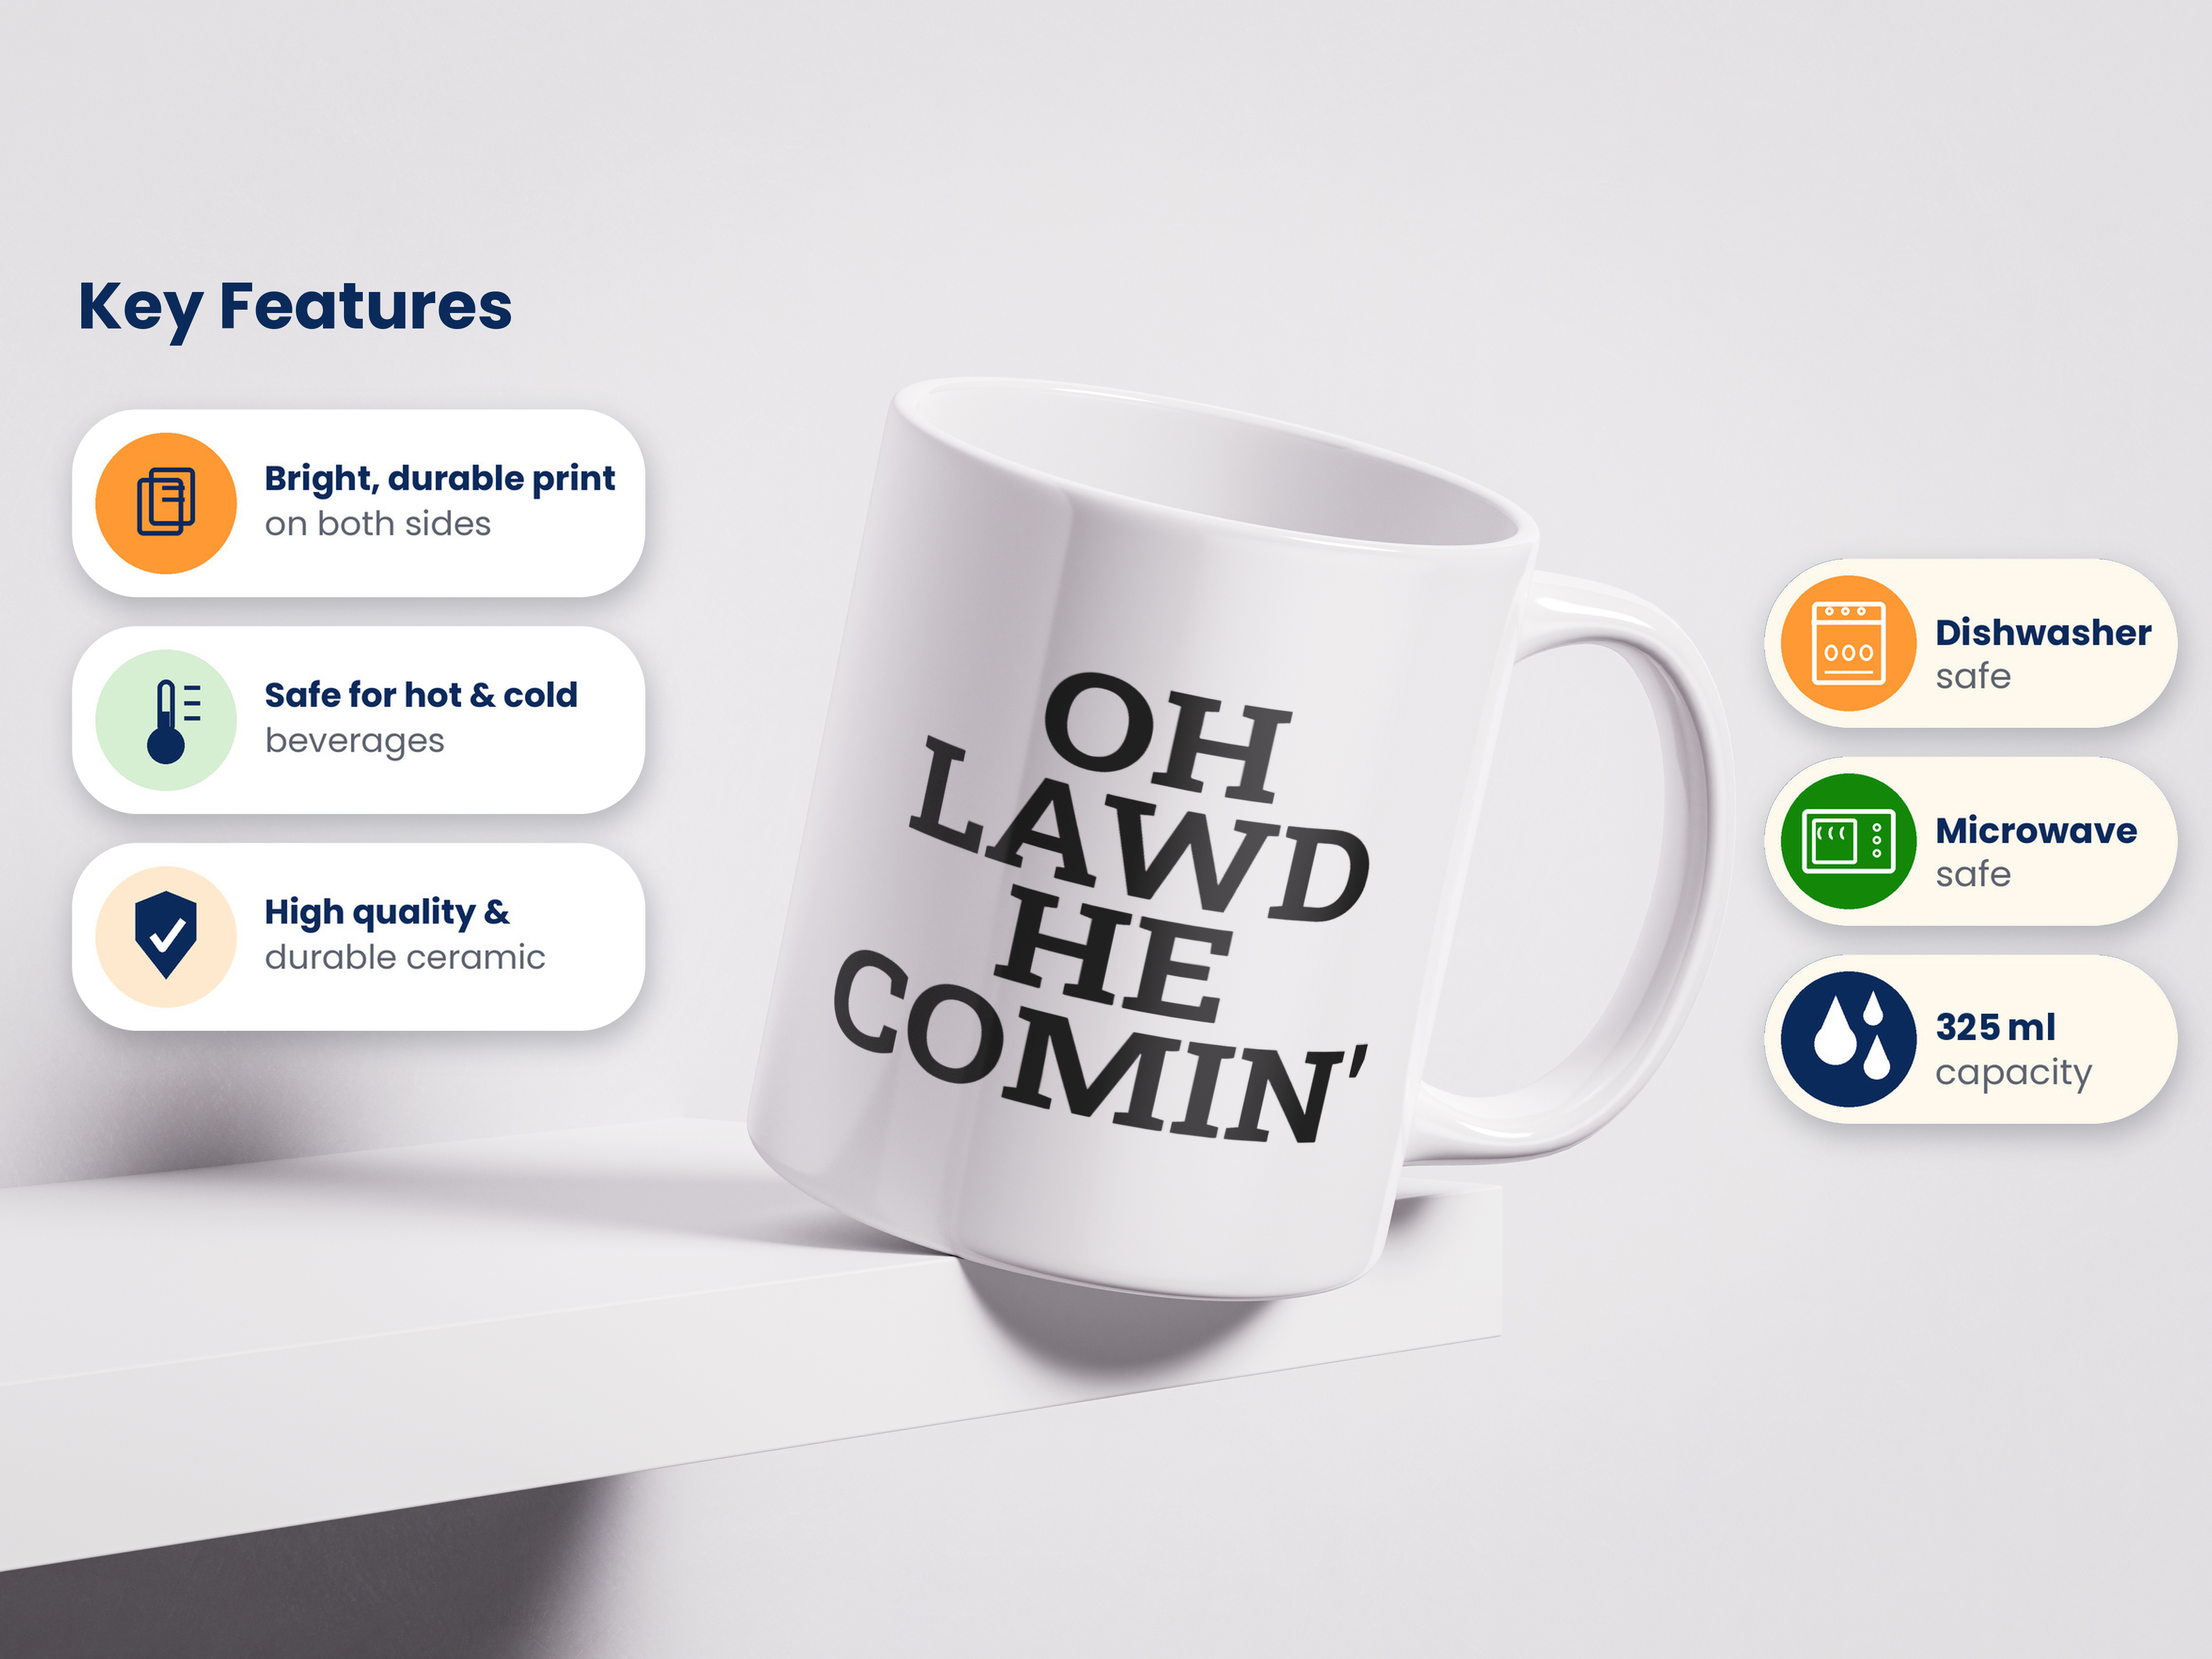 Key Features
Bright, durable print
on both sides
Safe for hot & cold
beverages
High quality &
durable ceramic
OH
LAWD
HE
COMIN'
Dishwasher
safe
Microwave
safe
325 ml
capacity